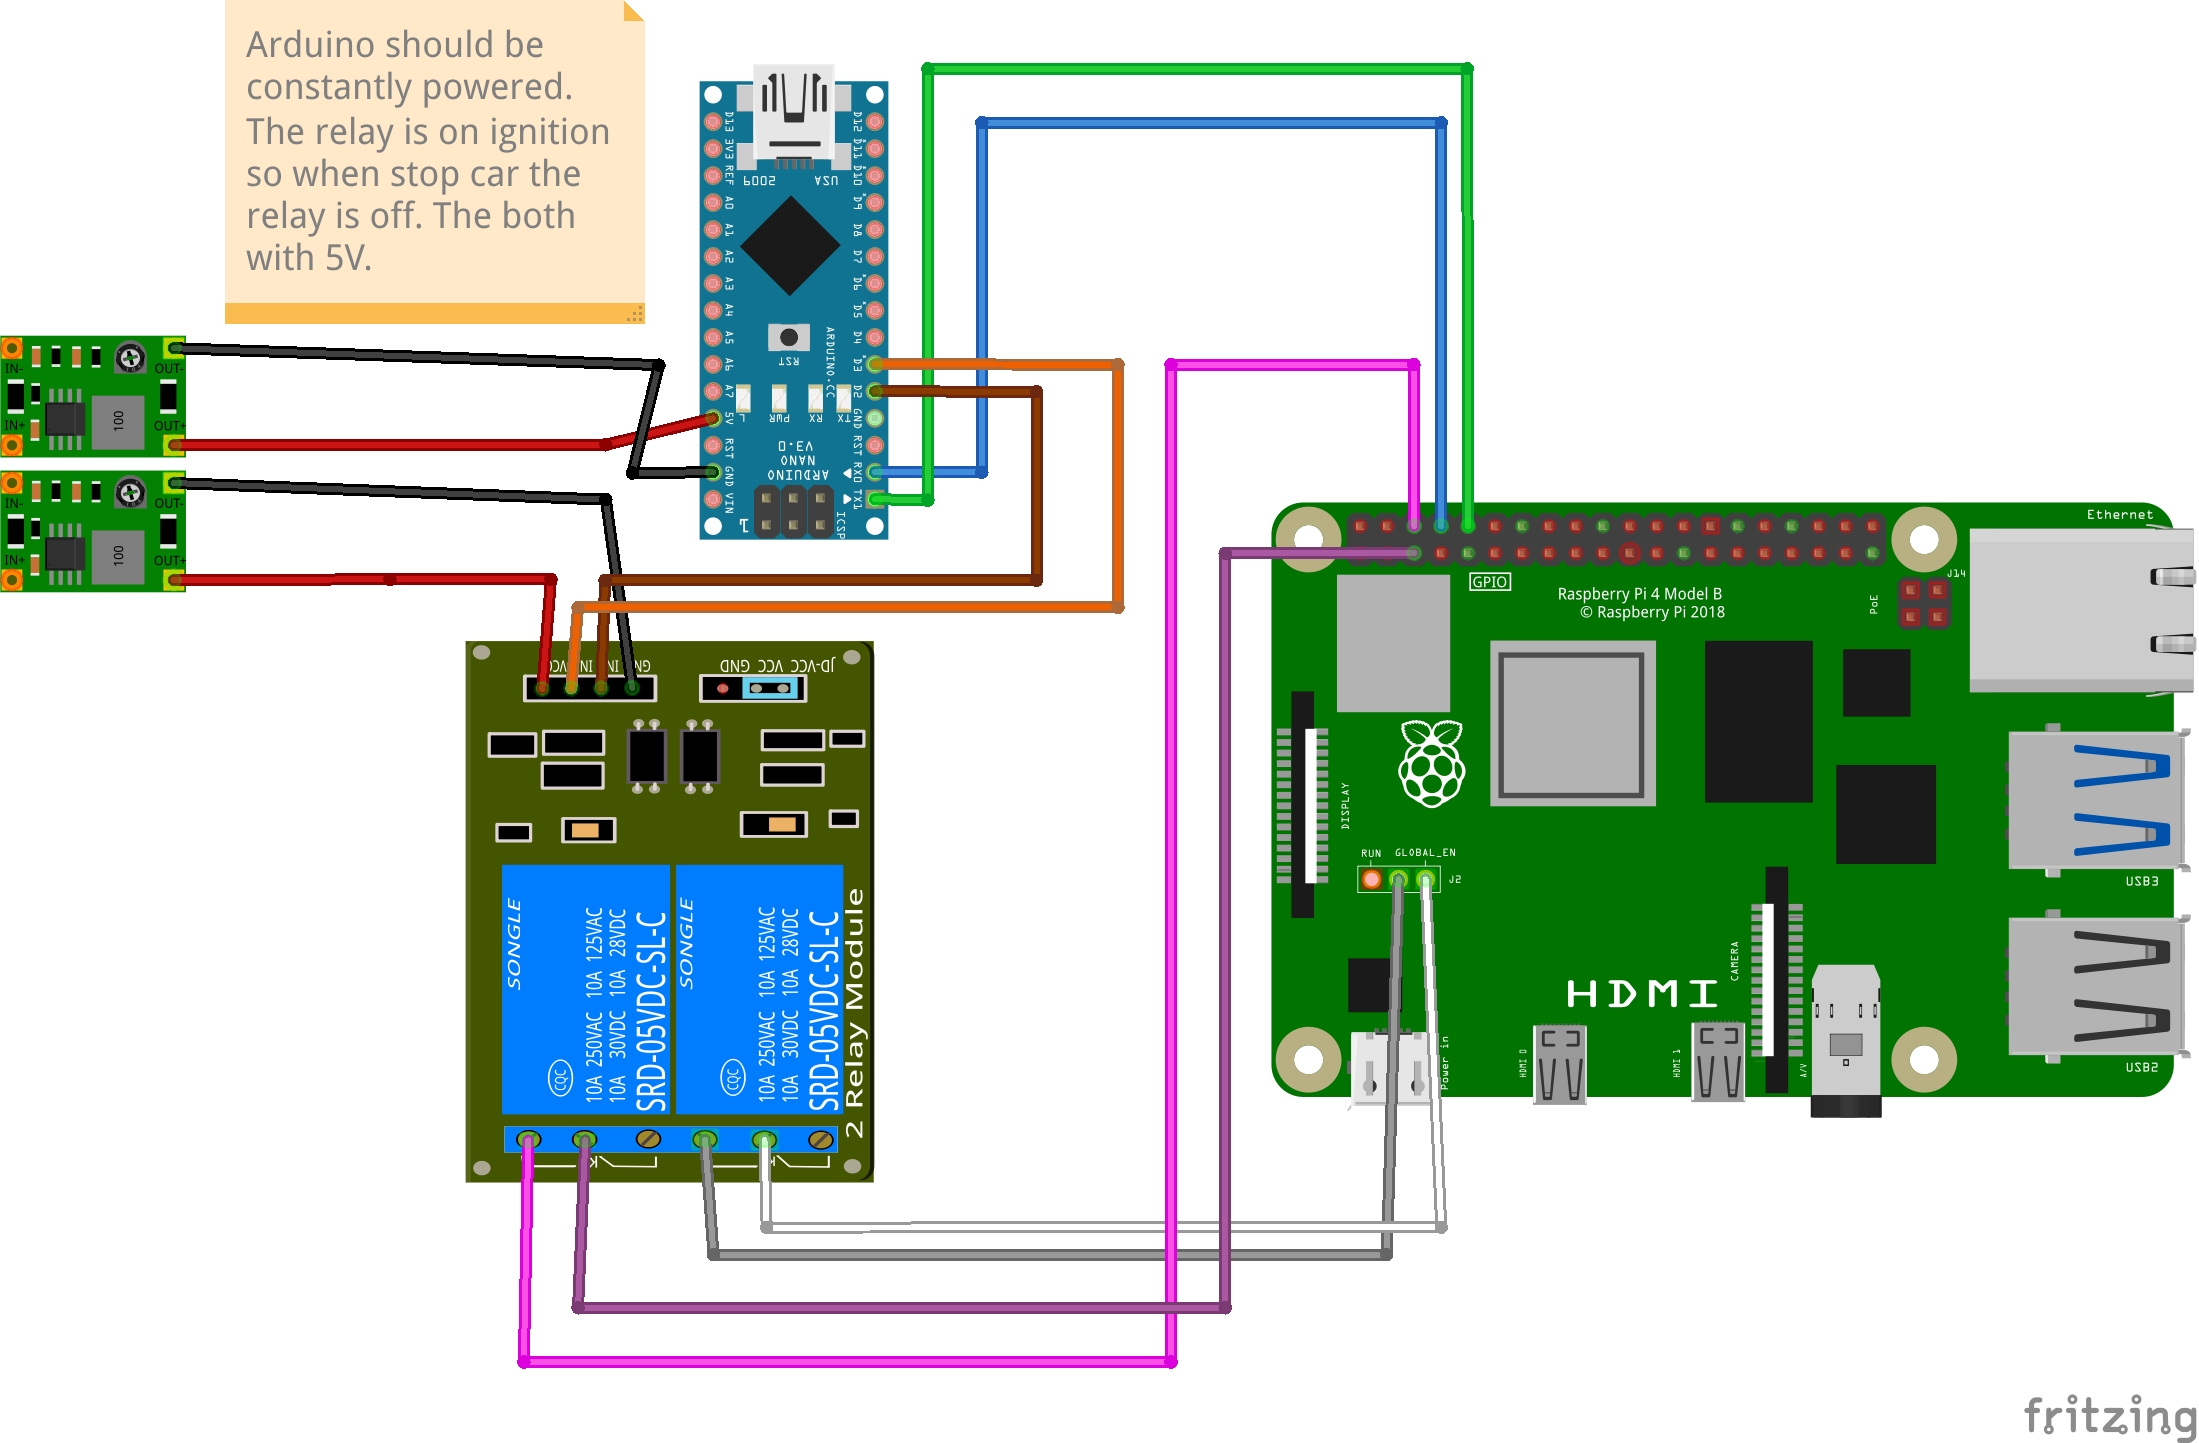 Arduino should be
constantly powered.
The relay is on ignition
so when stop car the
relay is off. The both
with 5V.
IN-
OUT-
IN+
OUT+
100
IN-
OUT-
IN+
OUT+
100
D13
3V3
REF
A0
A1
A2
A3
A4
A5
A6
A7
5V
RST
GND
VIN
D12
D11
D10
D9
D8
D7
D6
D5
D4
D3
D2
GND
RST
RX0
TX1
2009
USA
RST
ARDUINO.CC
L
PWR
RX
TX
V3.0
NANO
ARDUINO
1
ICSP
GND
JD-VCC VCC GND
SONGLE
10A 250VAC 10A 125VAC
10A 30VDC 10A 28VDC
SRD-05VDC-SL-C
CQC
SONGLE
10A 250VAC 10A 125VAC
10A 30VDC 10A 28VDC
SRD-05VDC-SL-C
CQC
2 Relay Module
Ethernet
J14
PoE
GPIO
Raspberry Pi 4 Model B
© Raspberry Pi 2018
DISPLAY
RUN
GLOBAL_EN
J2
USB3
HDMI
CAMERA
Power in
HDMI 0
HDMI 1
A/V
USB2
fritzing